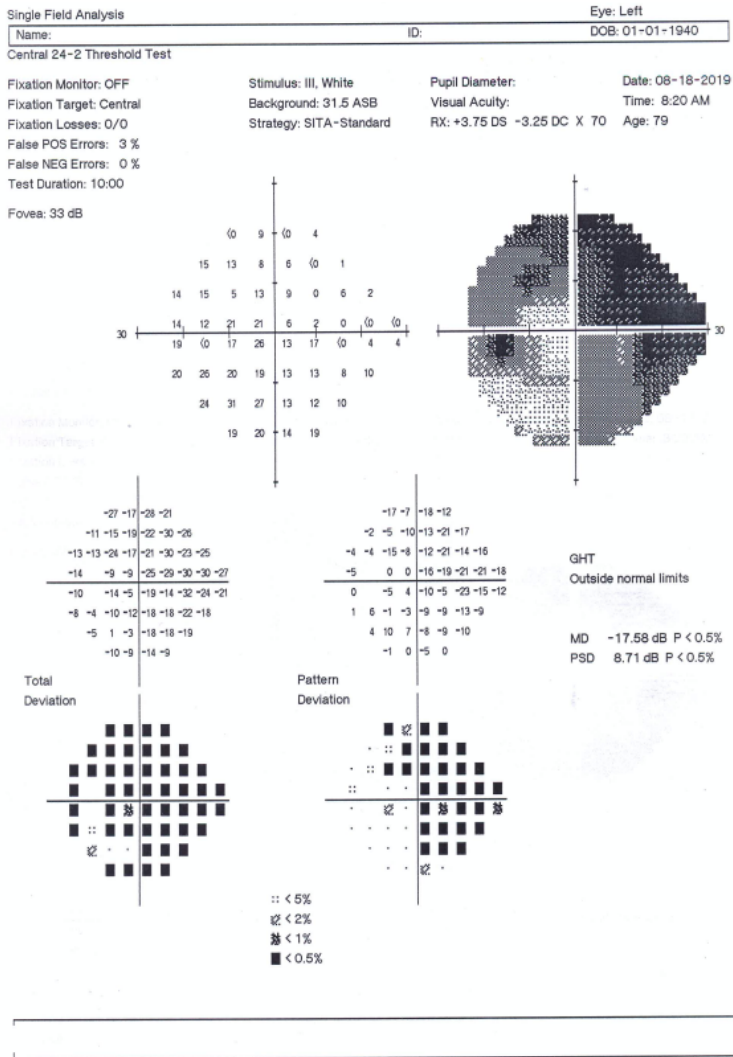 Single Field Analysis Eye: Left
Name: ID: DOB: 01-01-1940
Central 24-2 Threshold Test
Fixation Monitor: OFF Stimulus: III, White Pupil Diameter: Date: 08-18-2019
Fixation Target: Central Background: 31.5 ASB Visual Acuity: Time: 8:20 AM
Fixation Losses: 0/0 Strategy: SITA-Standard RX: +3.75 DS -3.25 DC X 70 Age: 79
False POS Errors: 3 %
False NEG Errors: 0 %
Test Duration: 10:00
Fovea: 33 dB
<0 9 <0 4
15 13 8 6 <0 1
14 15 5 13 9 0 6 2
14 12 21 21 6 2 0 <0 <0
30 30
19 <0 17 26 13 17 <0 4 4
20 26 20 19 13 13 8 10
24 31 27 13 12 10
19 20 14 19
-27 -17 -28 -21 -17 -7 -18 -12
-11 -15 -19 -22 -30 -26 -2 -5 -10 -13 -21 -17
-13 -13 -24 -17 -21 -30 -23 -25 -4 -4 -15 -8 -12 -21 -14 -16
-14 -9 -9 -25 -29 -30 -30 -27 -5 0 0 -16 -19 -21 -21 -18
-10 -14 -5 -19 -14 -32 -24 -21 0 -5 4 -10 -5 -23 -15 -12
-8 -4 -10 -12 -18 -18 -22 -18 1 6 -1 -3 -9 -9 -13 -9
-5 1 -3 -18 -18 -19 4 10 7 -8 -9 -10
-10 -9 -14 -9 -1 0 -5 0
GHT
Outside normal limits
MD -17.58 dB P < 0.5%
PSD 8.71 dB P < 0.5%
Total Pattern
Deviation Deviation
< 5%
< 2%
< 1%
< 0.5%